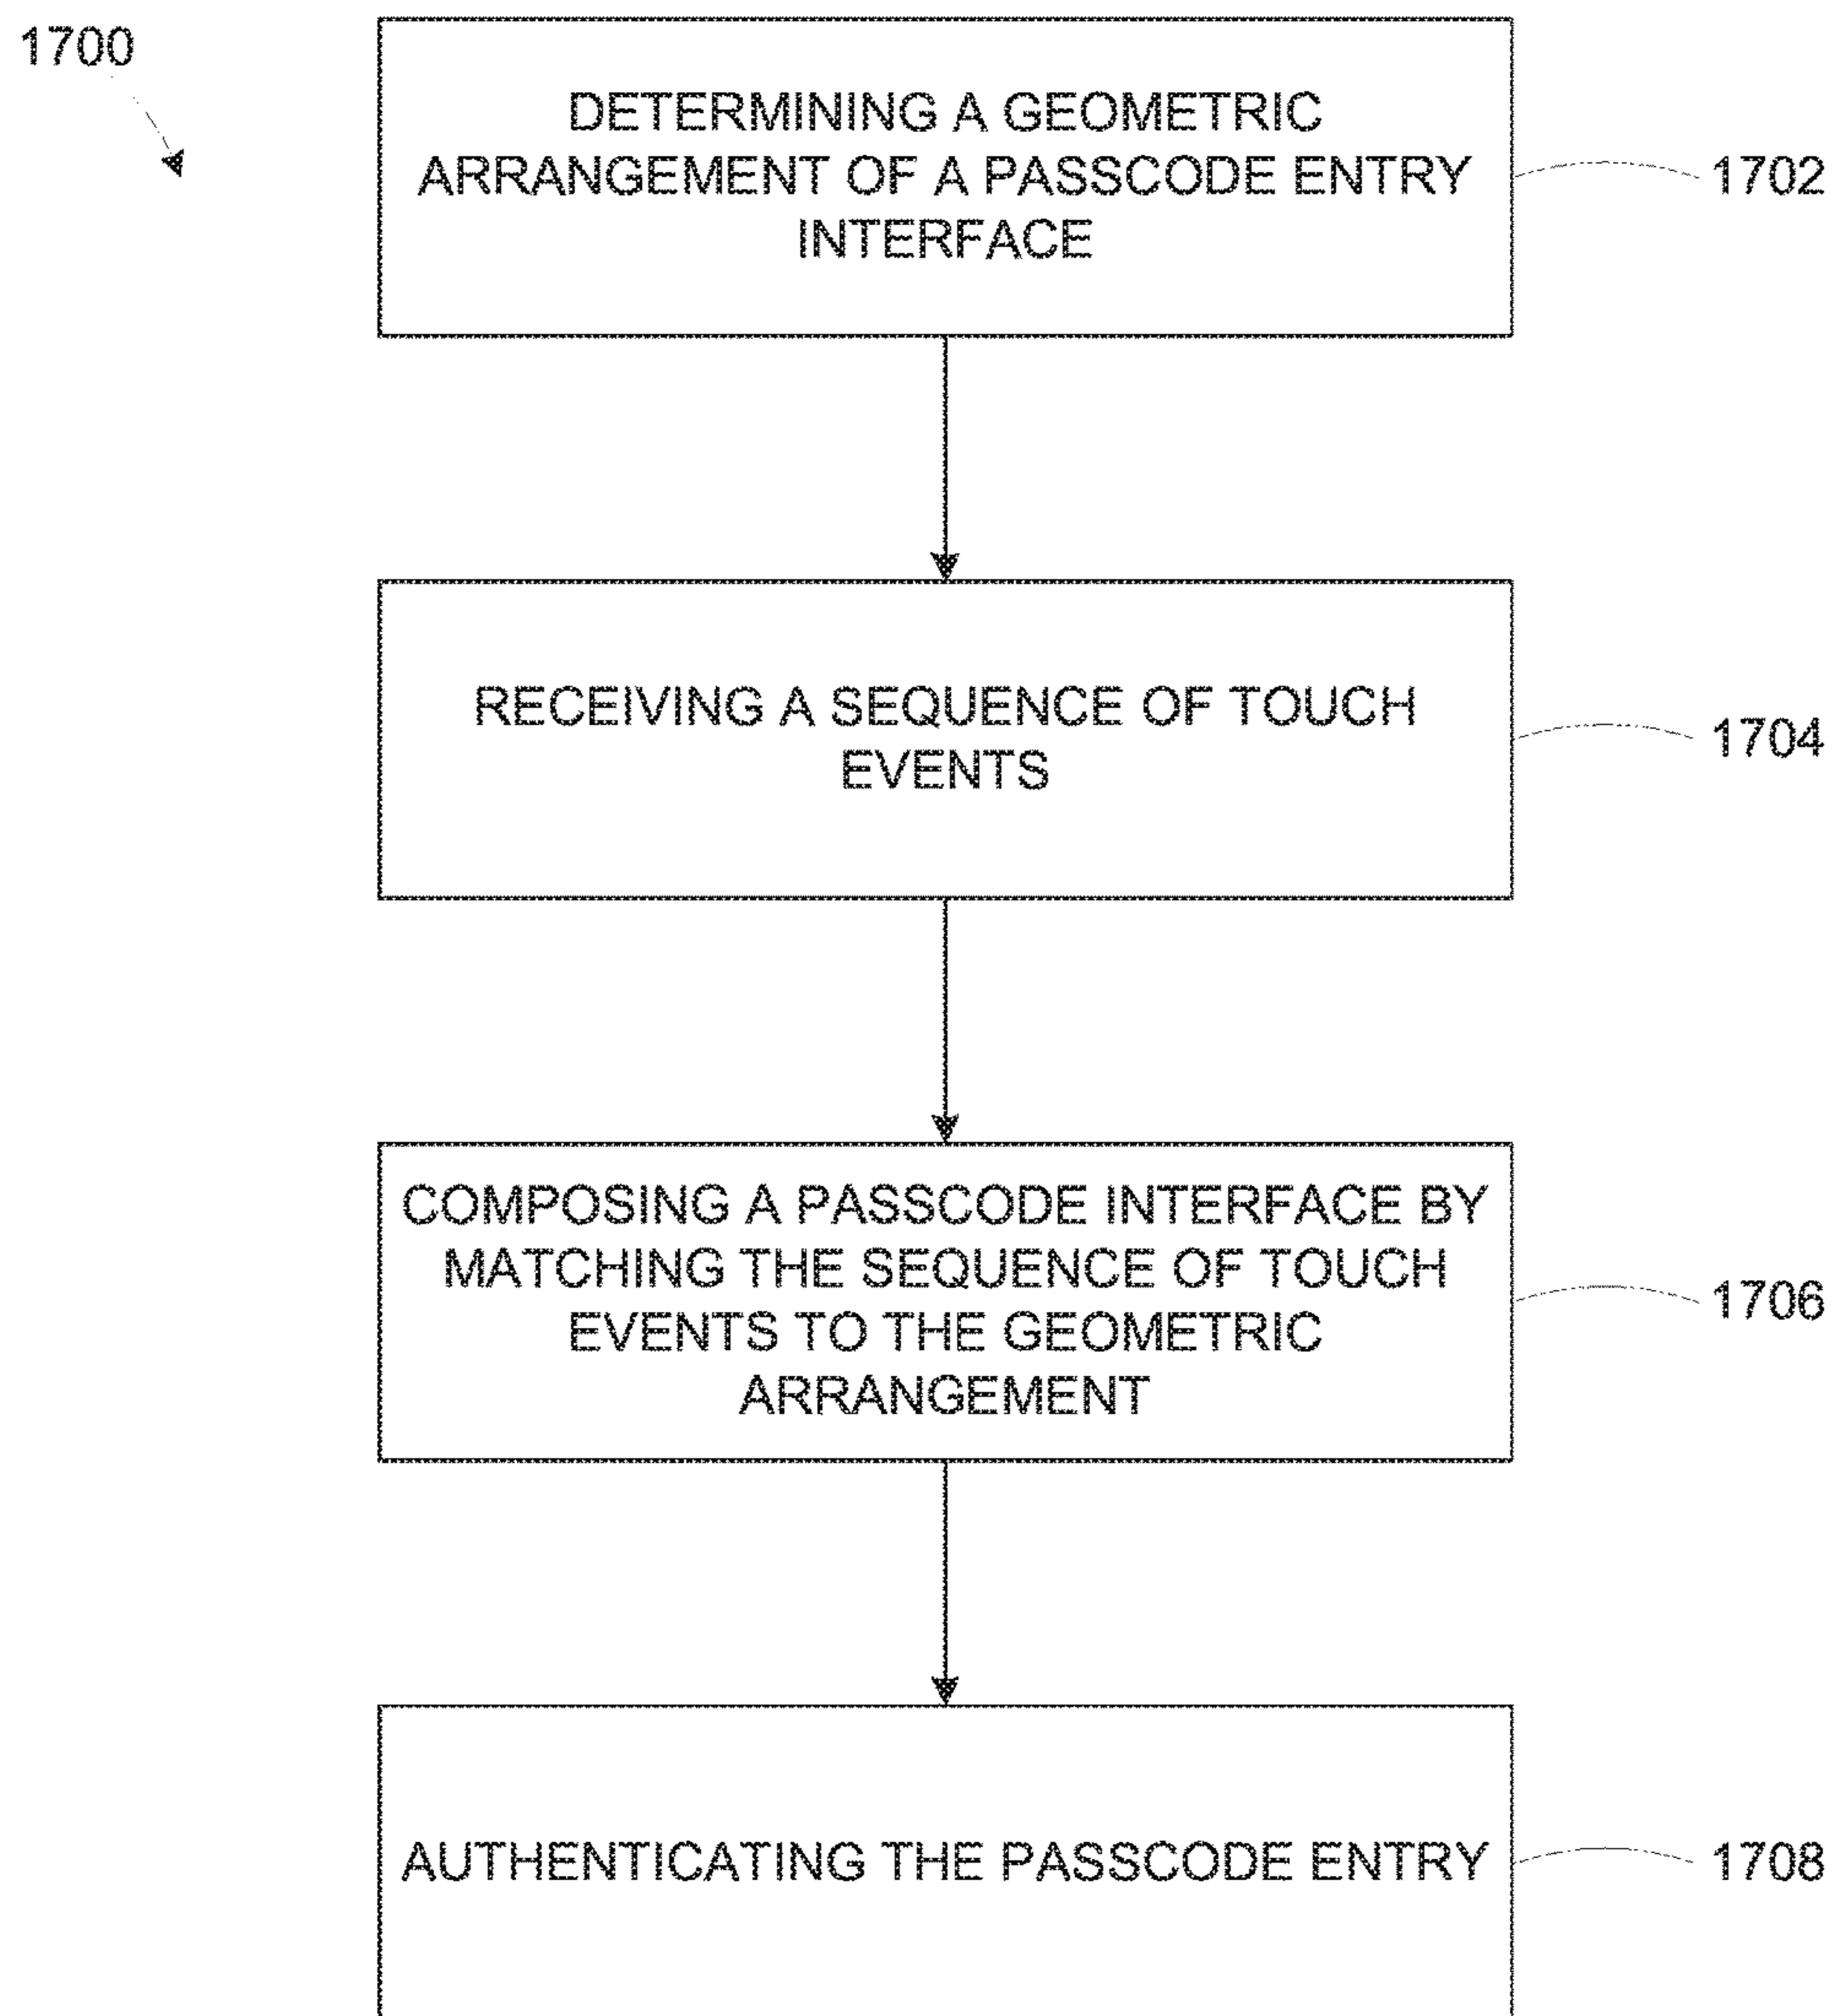 1700
DETERMINING A GEOMETRIC
ARRANGEMENT OF A PASSCODE ENTRY
INTERFACE
1702
RECEIVING A SEQUENCE OF TOUCH
EVENTS
1704
COMPOSING A PASSCODE INTERFACE BY
MATCHING THE SEQUENCE OF TOUCH
EVENTS TO THE GEOMETRIC
ARRANGEMENT
1706
AUTHENTICATING THE PASSCODE ENTRY
1708